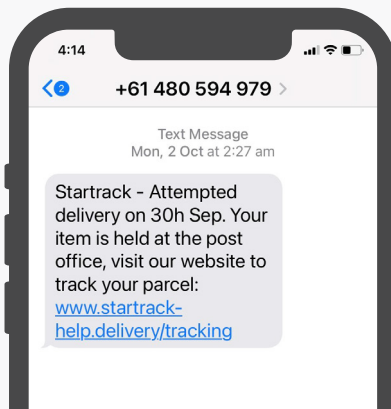 4:14
2
+61 480 594 979 >
Text Message
Mon, 2 Oct at 2:27 am
Startrack - Attempted
delivery on 30h Sep. Your
item is held at the post
office, visit our website to
track your parcel:
www.startrack-
help.delivery/tracking